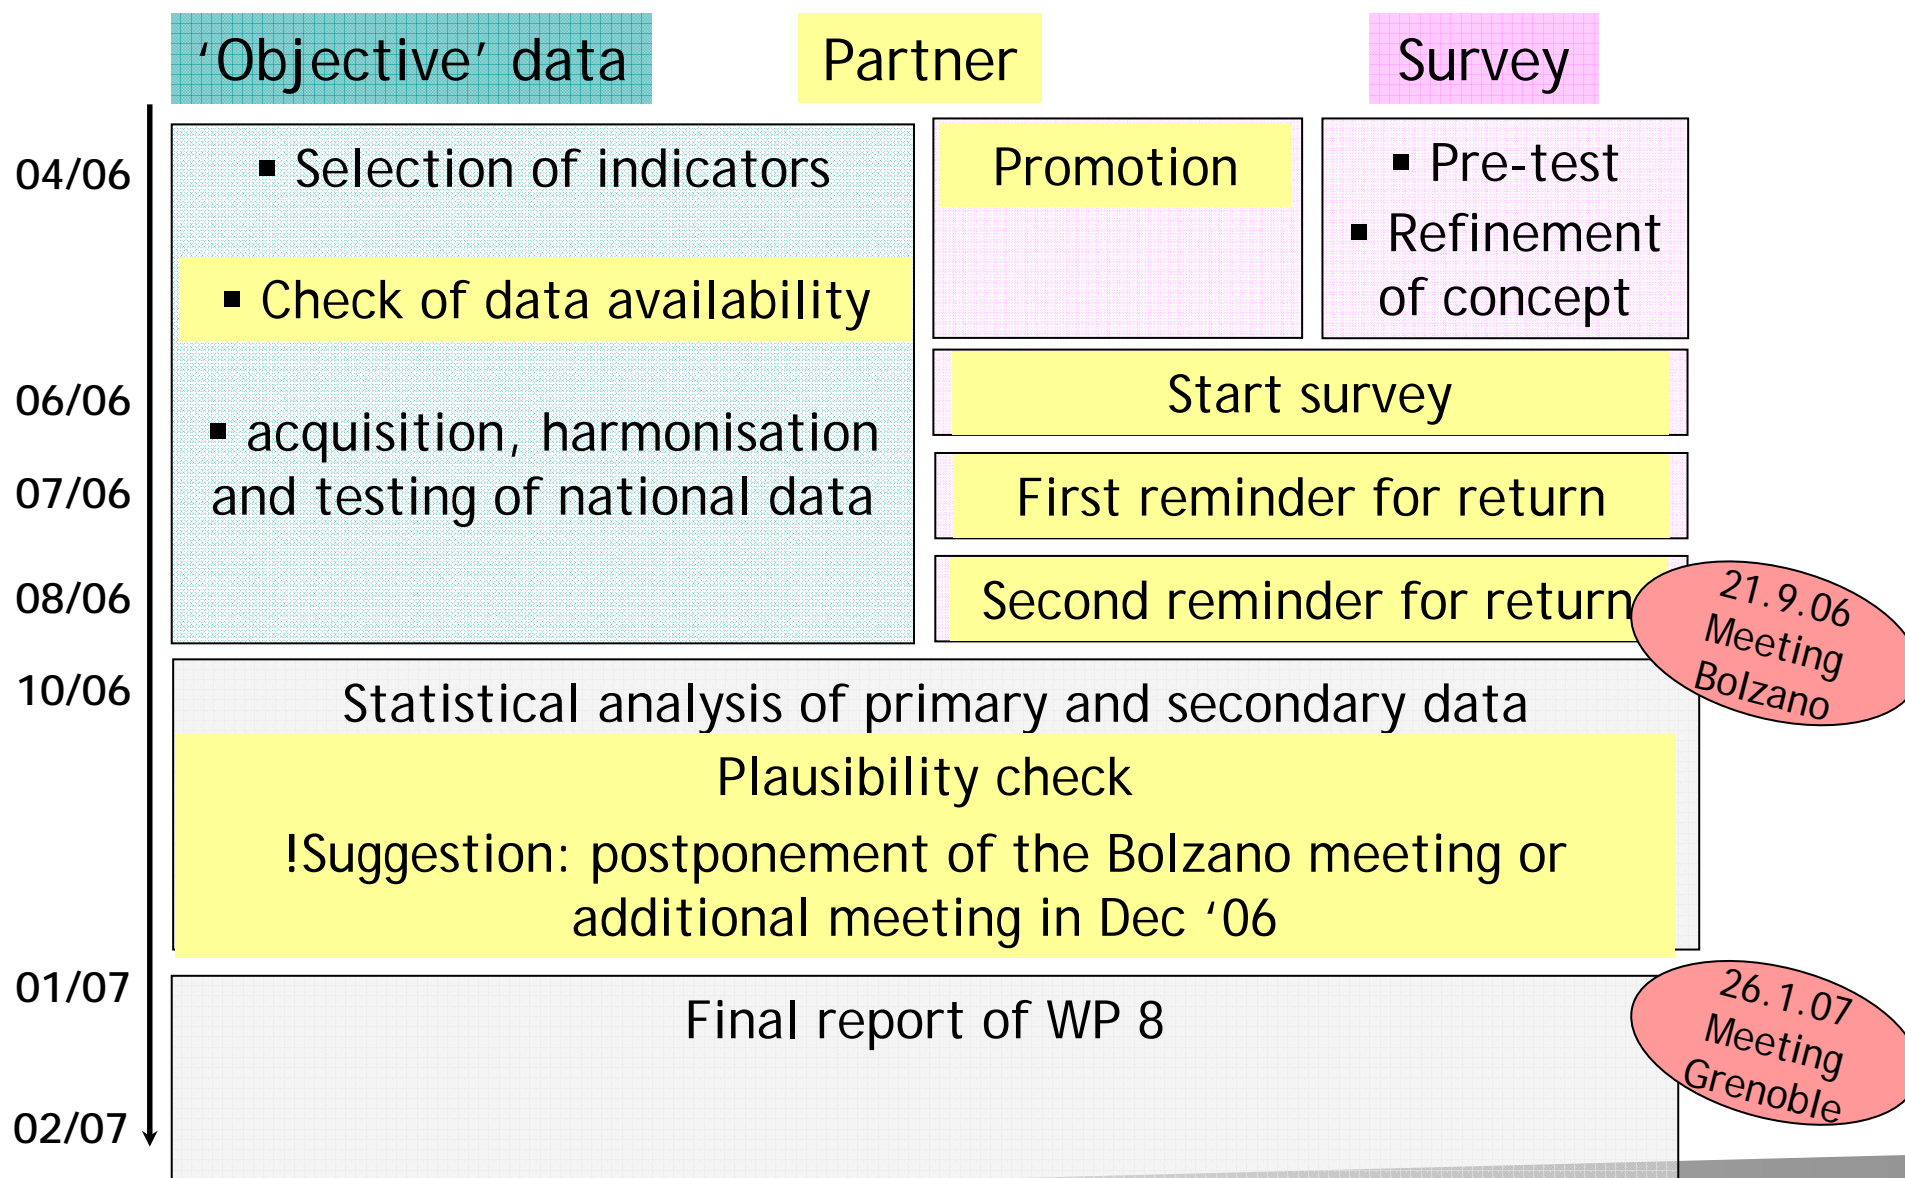 ‘Objective’ data
Partner
Survey
04/06
▪ Selection of indicators
▪ Check of data availability
▪ acquisition, harmonisation
and testing of national data
Promotion
▪ Pre-test
▪ Refinement
of concept
06/06
Start survey
07/06
First reminder for return
08/06
Second reminder for return
21.9.06
Meeting
Bolzano
10/06
Statistical analysis of primary and secondary data
Plausibility check
!Suggestion: postponement of the Bolzano meeting or
additional meeting in Dec ‘06
01/07
Final report of WP 8
26.1.07
Meeting
Grenoble
02/07